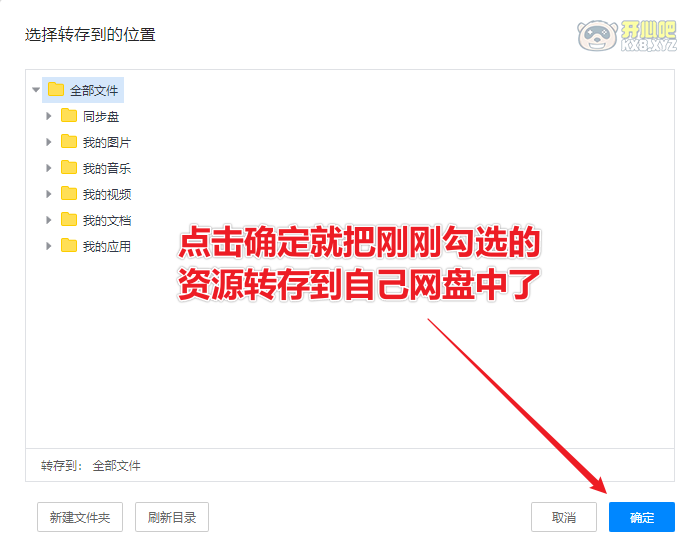 选择转存到的位置
开心吧
KX8.XYZ
全部文件
同步盘
我的图片
我的音乐
我的视频
我的文档
我的应用
点击确定就把刚刚勾选的
资源转存到自己网盘中了
转存到： 全部文件
新建文件夹 刷新目录 取消 确定